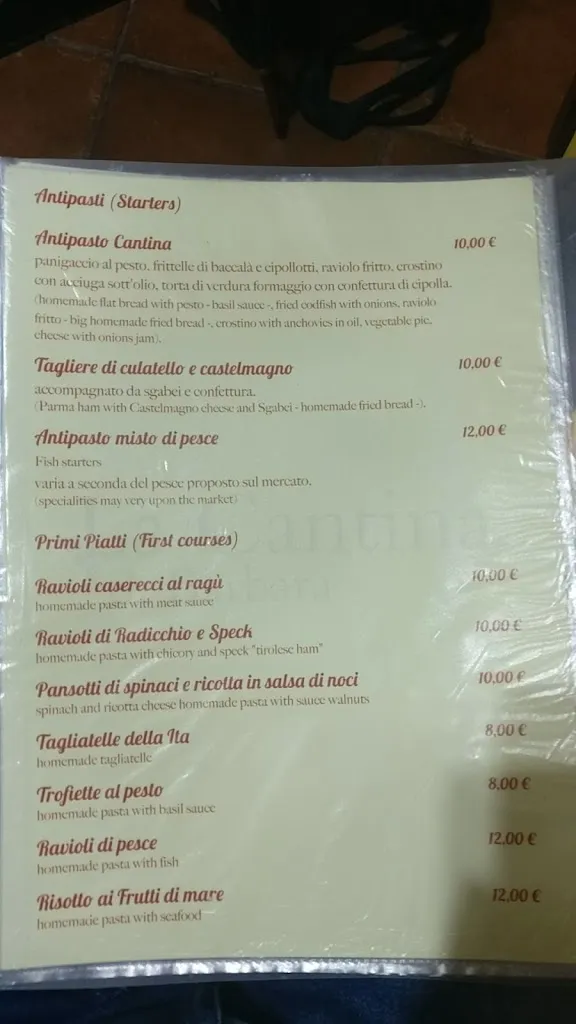 Antipasti (Starters)
Antipasto Cantina 10,00 €
panigaccio al pesto, frittelle di baccalà e cipollotti, raviolo fritto, crostino
con acciuga sott'olio, torta di verdura formaggio con confettura di cipolla.
(homemade flat bread with pesto - basil sauce -, fried codfish with onions, raviolo
fritto - big homemade fried bread -, crostino with anchovies in oil, vegetable pie,
cheese with onions jam).
Tagliere di culatello e castelmagno 10,00 €
accompagnato da sgabei e confettura.
(Parma ham with Castelmagno cheese and Sgabei - homemade fried bread -).
Antipasto misto di pesce 12,00 €
Fish starters
varia a seconda del pesce proposto sul mercato.
(specialities may very upon the market)
Cantina
Primi Piatti (First courses)
Ravioli caserecci al ragù 10,00 €
homemade pasta with meat sauce
Ravioli di Radicchio e Speck 10,00 €
homemade pasta with chicory and speck "tirolese ham"
Pansotti di spinaci e ricotta in salsa di noci 10,00 €
spinach and ricotta cheese homemade pasta with sauce walnuts
Tagliatelle della Ita 8,00 €
homemade tagliatelle
Trofiette al pesto 8,00 €
homemade pasta with basil sauce
Ravioli di pesce 12,00 €
homemade pasta with fish
Risotto ai Frutti di mare 12,00 €
homemade pasta with seafood